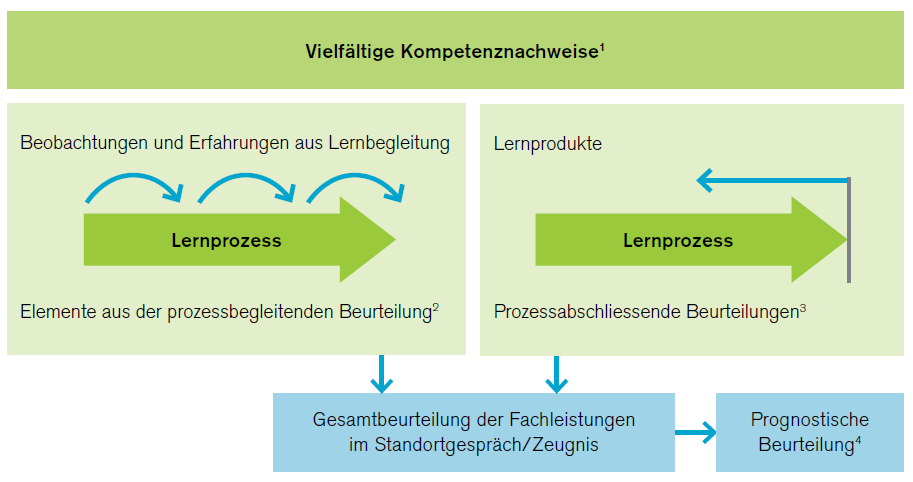 Vielfältige Kompetenznachweise¹
Beobachtungen und Erfahrungen aus Lernbegleitung
Lernprozess
Elemente aus der prozessbegleitenden Beurteilung²
Lernprodukte
Lernprozess
Prozessabschliessende Beurteilungen³
Gesamtbeurteilung der Fachleistungen
im Standortgespräch/Zeugnis
Prognostische
Beurteilung⁴